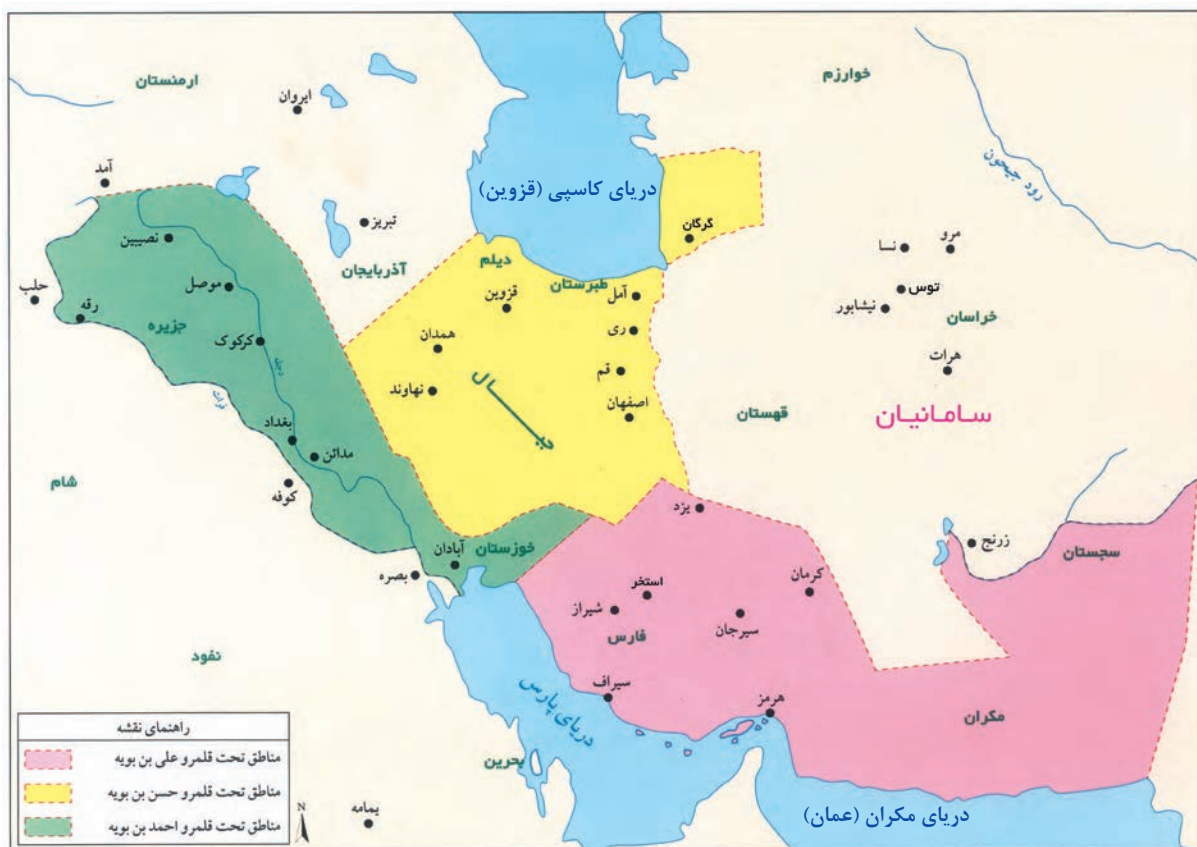 ارمنستان
ایروان
خوارزم
رود جیحون
آمد
دریای کاسپی (قزوین)
تبریز
گرگان
نسا
مرو
نصیبین
آذربایجان
دیلم
طبرستان
حلب
موصل
قزوین
آمل
توس
نیشابور
خراسان
رقه
جزیره
کرکوک
همدان
ری
هرات
دجله
فرات
نهاوند
جبال
قم
اصفهان
قهستان
سامانیان
بغداد
مدائن
کوفه
شام
یزد
خوزستان
آبادان
بصره
زرنج
سجستان
استخر
شیراز
فارس
کرمان
سیرجان
نفود
سیراف
هرمز
مکران
دریای پارس
بحرین
یمامه
دریای مکران (عمان)
راهنمای نقشه
مناطق تحت قلمرو علی بن بویه
مناطق تحت قلمرو حسن بن بویه
مناطق تحت قلمرو احمد بن بویه
N